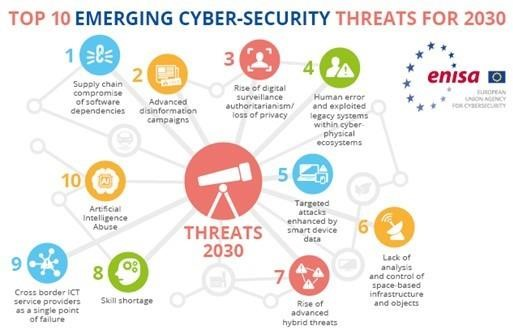 TOP 10 EMERGING CYBER-SECURITY THREATS FOR 2030
1
Supply chain
compromise
of software
dependencies
2
Advanced
disinformation
campaigns
3
Rise of digital
surveillance
authoritarianism/
loss of privacy
4
Human error
and exploited
legacy systems
within cyber-
physical
ecosystems
enisa
EUROPEAN
UNION AGENCY
FOR CYBERSECURITY
10
AI
Artificial
Intelligence
Abuse
THREATS
2030
5
Targeted
attacks
enhanced by
smart device
data
6
Lack of
analysis
and control of
space-based
infrastructure
and objects
9
Cross border ICT
service providers
as a single point
of failure
8
Skill shortage
7
Rise of
advanced
hybrid threats